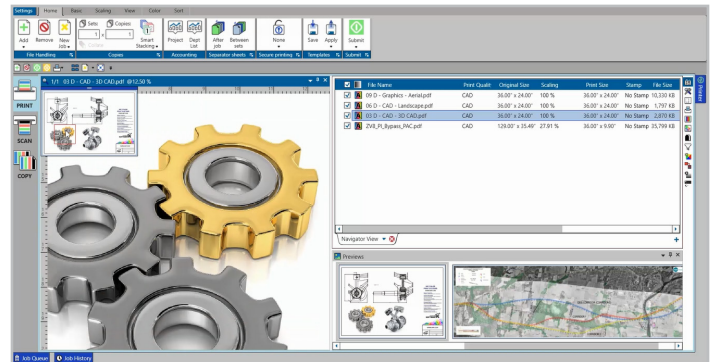 Settings Home Basic Scaling View Color Sort
Sets: Copies:
1 x 1
Collate
Add Remove New Job Smart Stacking Project Dept List After job Between sets None Save Apply Submit
File Handling Copies Accounting Separator sheets Secure printing Templates Submit
1/1 03 D - CAD - 3D CAD.pdf @12.50 %
PRINT
SCAN
COPY
File Name Print Qualit Original Size Scaling Print Size Stamp File Size
09 D - Graphics - Aerial.pdf CAD 36.00" x 24.00" 100 % 36.00" x 24.00" No Stamp 10,330 KB
06 D - CAD - Landscape.pdf CAD 36.00" x 24.00" 100 % 36.00" x 24.00" No Stamp 1,797 KB
03 D - CAD - 3D CAD.pdf CAD 36.00" x 24.00" 100 % 36.00" x 24.00" No Stamp 2,870 KB
ZV8_PI_Bypass_PAC.pdf CAD 129.00" x 35.49" 27.91 % 36.00" x 9.90" No Stamp 35,799 KB
Printer
Navigator View
Previews
Job Queue Job History